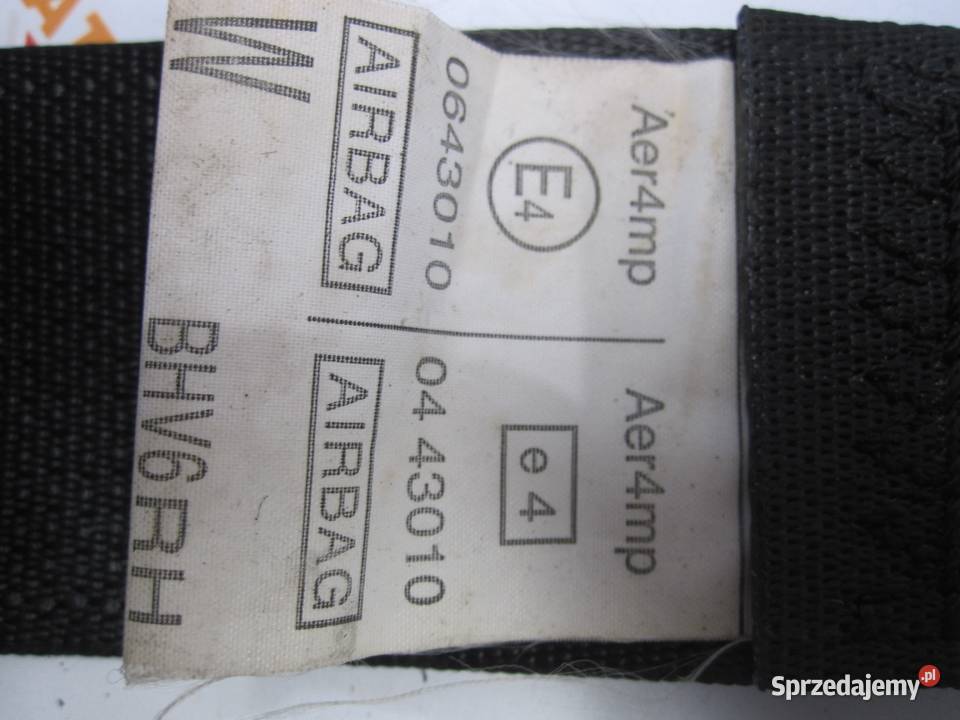 Aer4mp Aer4mp
E4 e 4
0643010 04 43010
AIRBAG AIRBAG
W BHV6RH
Sprzedajemy.pl